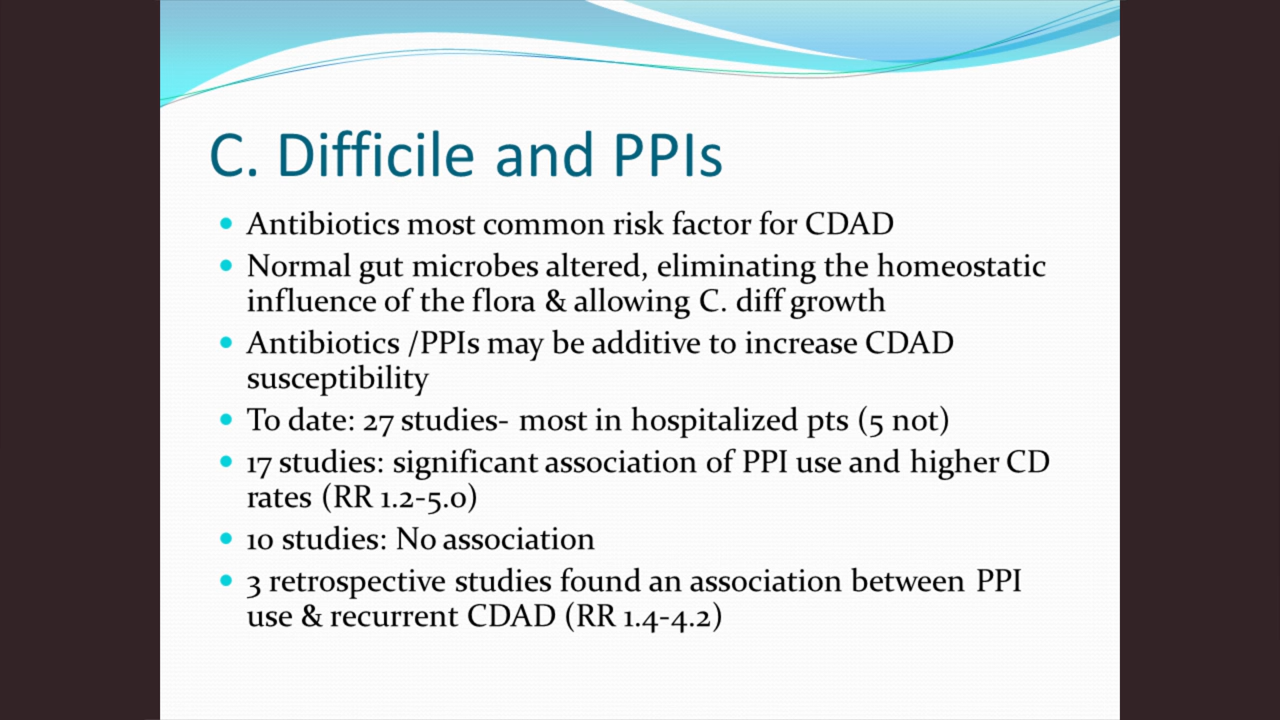 C. Difficile and PPIs
• Antibiotics most common risk factor for CDAD
• Normal gut microbes altered, eliminating the homeostatic
influence of the flora & allowing C. diff growth
• Antibiotics /PPIs may be additive to increase CDAD
susceptibility
• To date: 27 studies- most in hospitalized pts (5 not)
• 17 studies: significant association of PPI use and higher CD
rates (RR 1.2-5.0)
• 10 studies: No association
• 3 retrospective studies found an association between PPI
use & recurrent CDAD (RR 1.4-4.2)